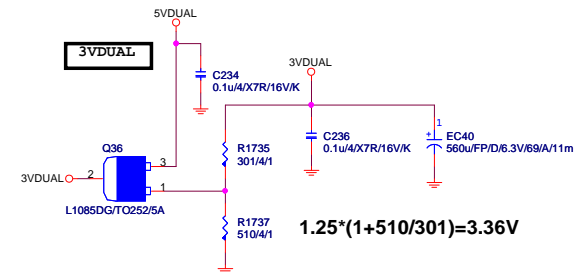 5VDUAL
3VDUAL
C234
0.1u/4/X7R/16V/K
3VDUAL
Q36
3
3VDUAL
2
1
L1085DG/TO252/5A
R1735
301/4/1
C236
0.1u/4/X7R/16V/K
1
+
EC40
560u/FP/D/6.3V/69/A/11m
R1737
510/4/1
1.25*(1+510/301)=3.36V